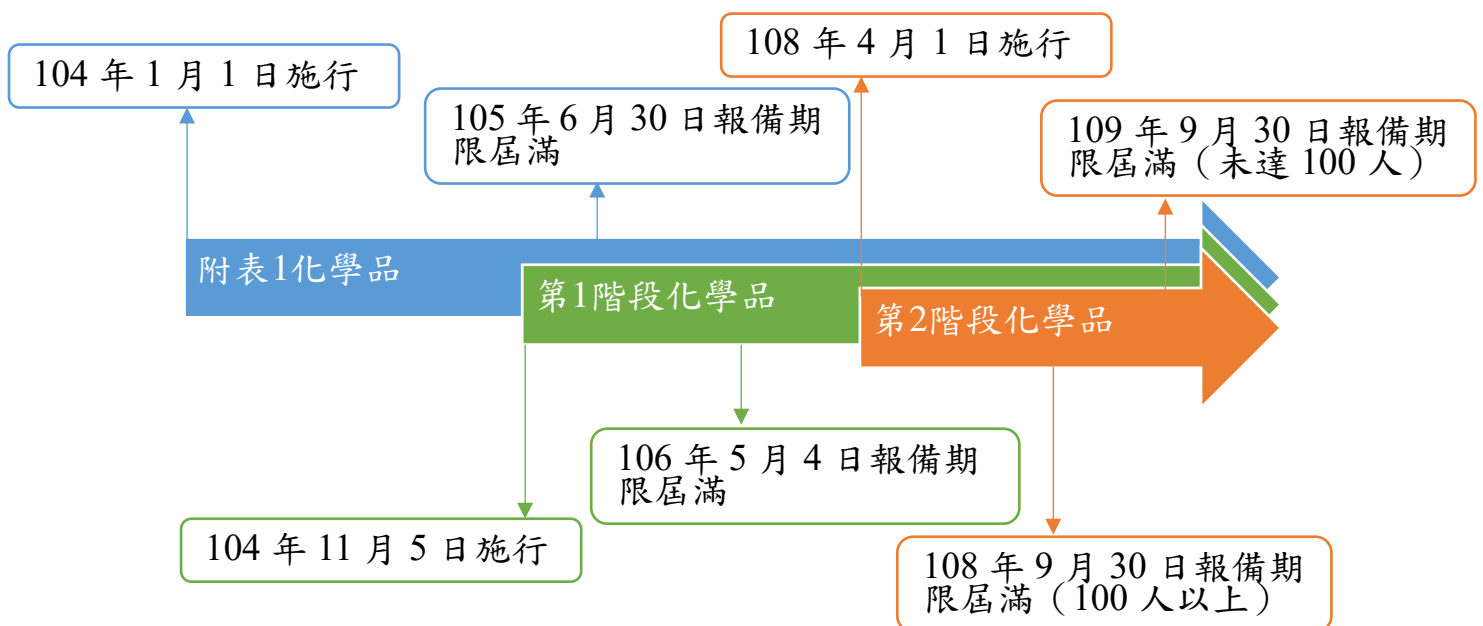 108 年 4 月 1 日施行
104 年 1 月 1 日施行
105 年 6 月 30 日報備期
限屆滿
109 年 9 月 30 日報備期
限屆滿（未達 100 人）
附表1化學品
第1階段化學品
第2階段化學品
106 年 5 月 4 日報備期
限屆滿
104 年 11 月 5 日施行
108 年 9 月 30 日報備期
限屆滿（100 人以上）